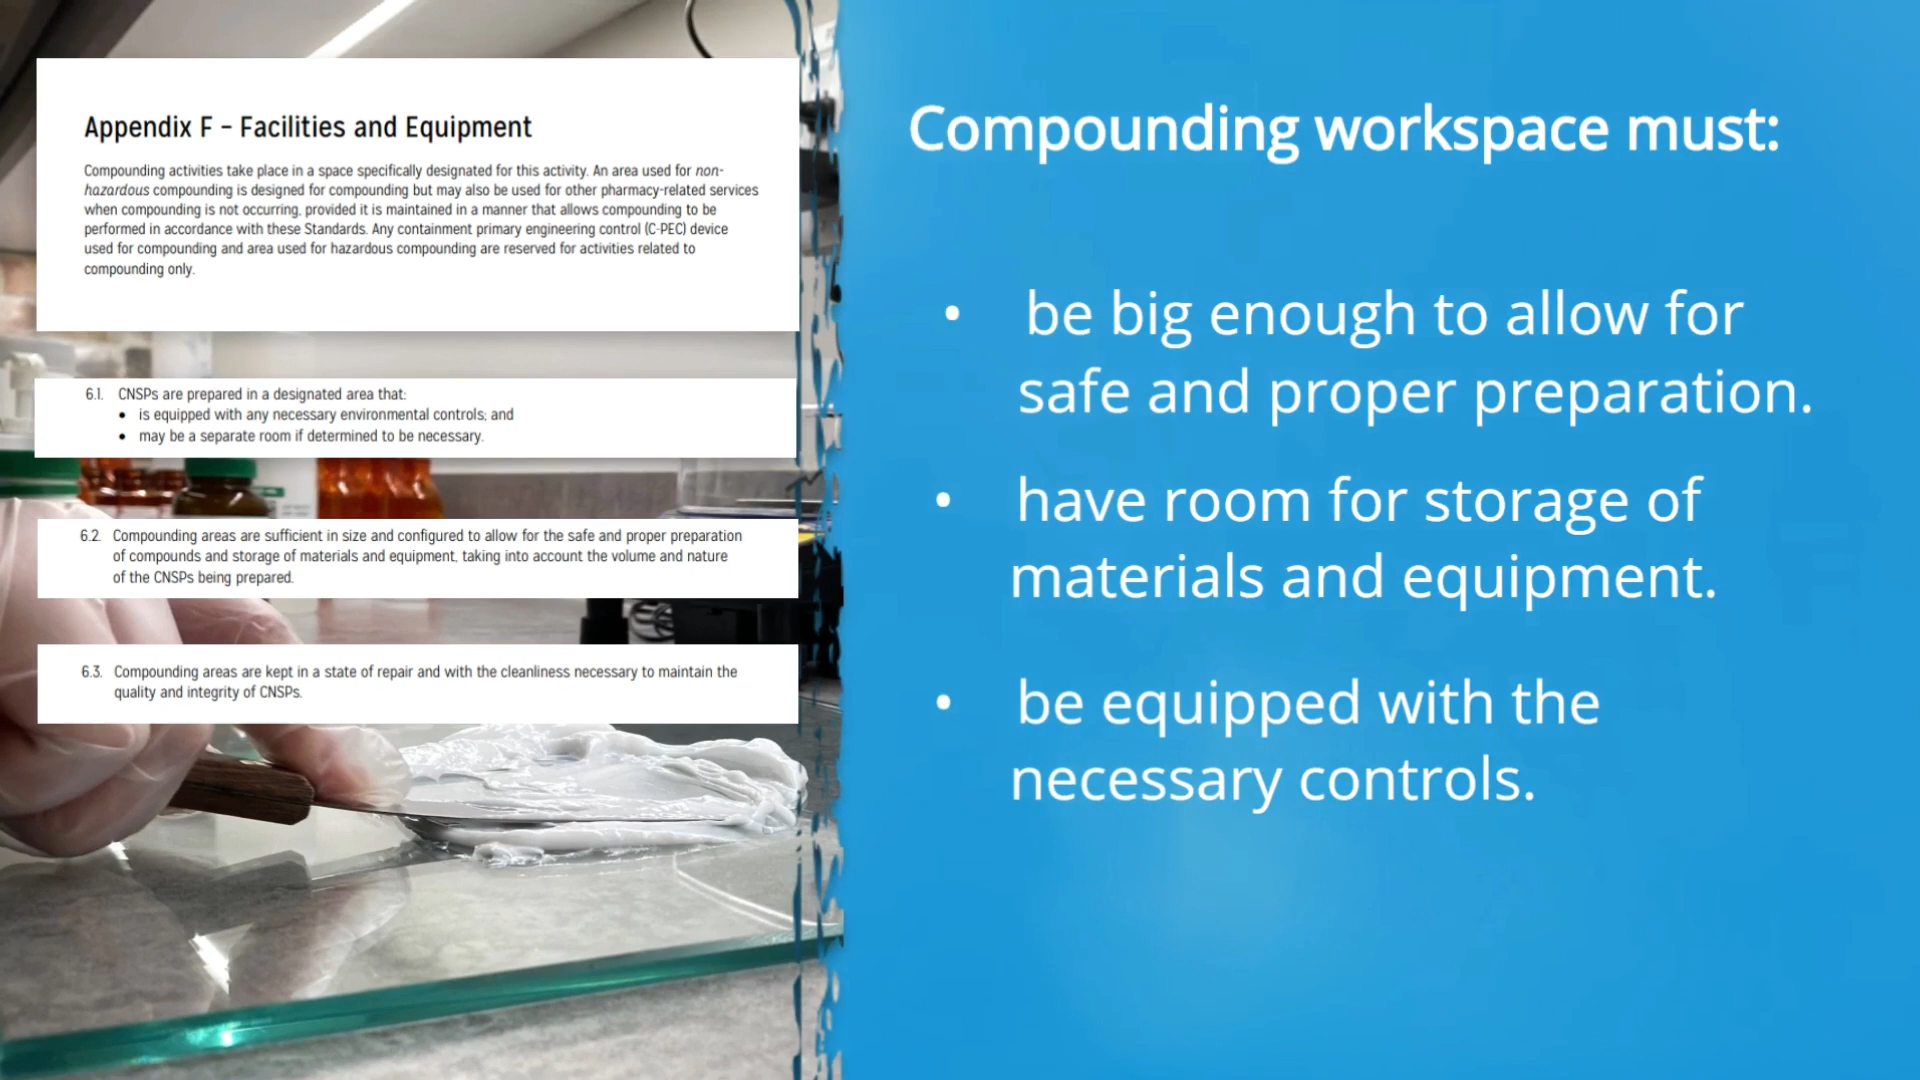 Appendix F – Facilities and Equipment
Compounding activities take place in a space specifically designated for this activity. An area used for non-
hazardous compounding is designed for compounding but may also be used for other pharmacy-related services
when compounding is not occurring, provided it is maintained in a manner that allows compounding to be
performed in accordance with these Standards. Any containment primary engineering control (C-PEC) device
used for compounding and area used for hazardous compounding are reserved for activities related to
compounding only.
6.1. CNSPs are prepared in a designated area that:
• is equipped with any necessary environmental controls; and
• may be a separate room if determined to be necessary.
6.2. Compounding areas are sufficient in size and configured to allow for the safe and proper preparation
of compounds and storage of materials and equipment, taking into account the volume and nature
of the CNSPs being prepared.
6.3. Compounding areas are kept in a state of repair and with the cleanliness necessary to maintain the
quality and integrity of CNSPs.
Compounding workspace must:
• be big enough to allow for
safe and proper preparation.
• have room for storage of
materials and equipment.
• be equipped with the
necessary controls.